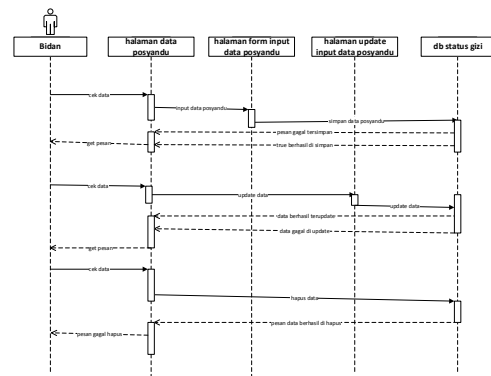 Bidan
halaman data
posyandu
halaman form input
data posyandu
halaman update
input data posyandu
db status gizi
cek data
input data posyandu
simpan data posyandu
pesan gagal tersimpan
get pesan
true berhasil di simpan
cek data
update data
update data
data berhasil terupdate
data gagal di update
get pesan
cek data
hapus data
pesan data berhasil di hapus
pesan gagal hapus